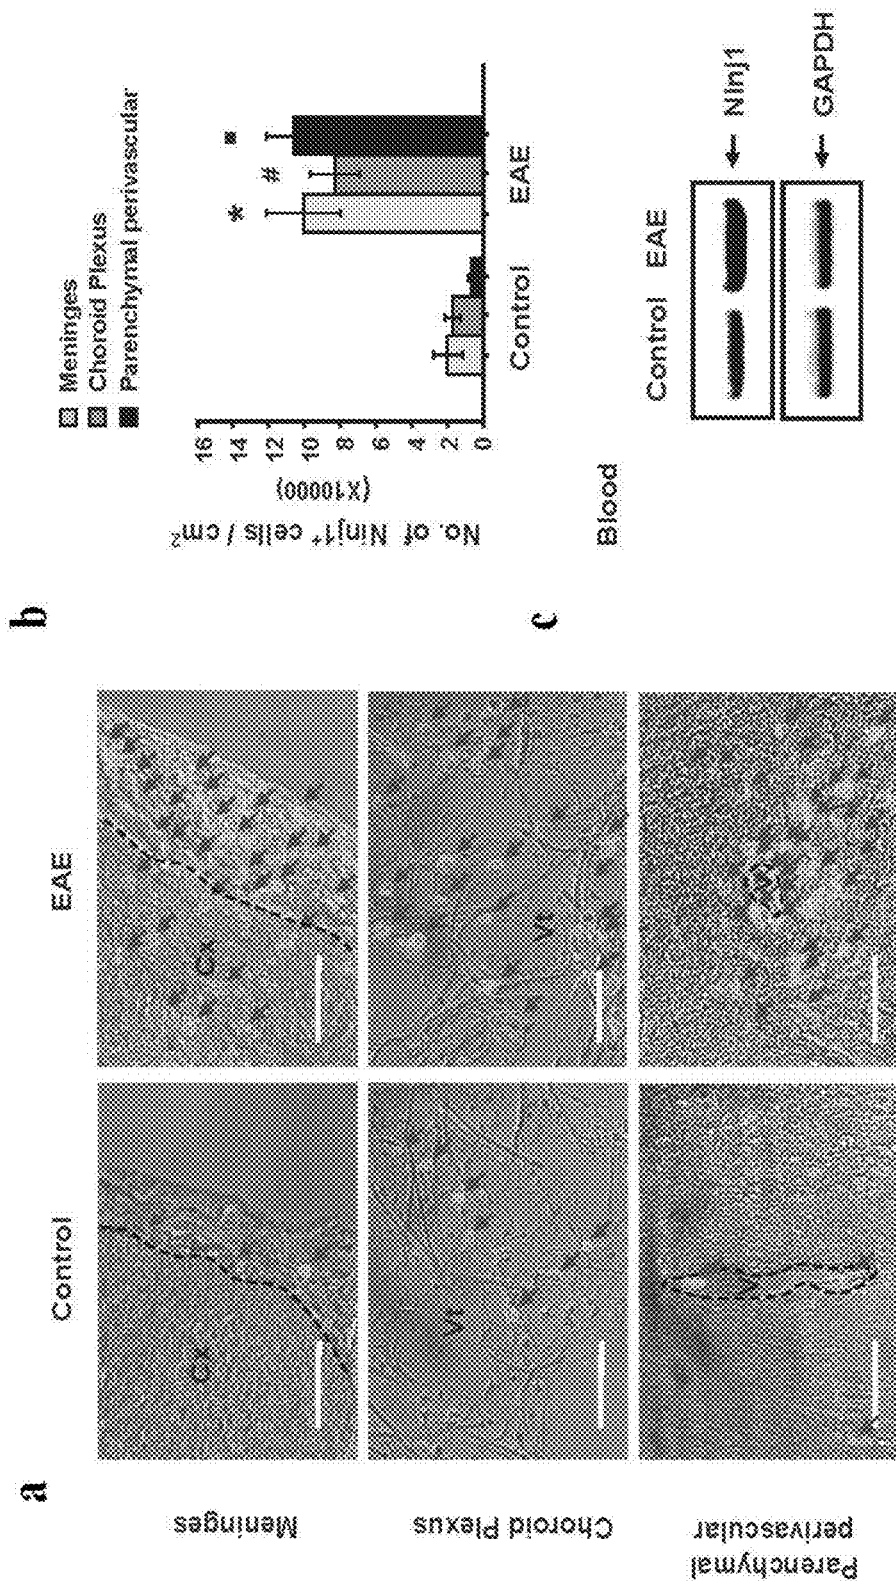 a
Control
EAE
Meninges
Cx
Cx
Choroid Plexus
Vt
Vt
Parenchymal
perivascular
b
Meninges
Choroid Plexus
Parenchymal perivascular
No. of Ninj1⁺ cells / cm²
(X10000)
16
14
12
10
8
6
4
2
0
*
#
■
Control
EAE
c
Blood
Control EAE
Ninj1
GAPDH